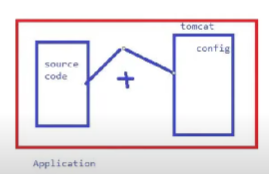 tomcat
config
source
code
+
Application